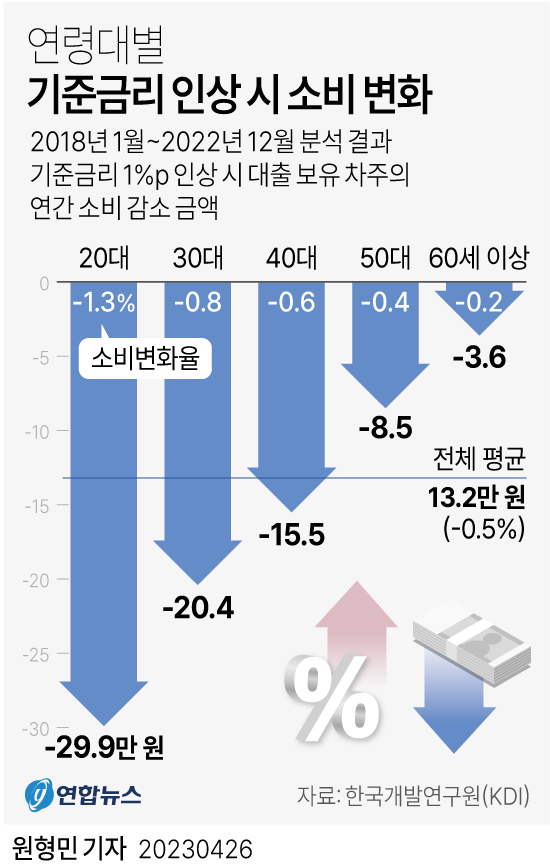 연령대별
기준금리 인상 시 소비 변화
2018년 1월~2022년 12월 분석 결과
기준금리 1%p 인상 시 대출 보유 차주의
연간 소비 감소 금액
20대 30대 40대 50대 60세 이상
0
-1.3% -0.8 -0.6 -0.4 -0.2
소비변화율
-3.6
-5
-8.5
-10
전체 평균
13.2만 원
(-0.5%)
-15
-15.5
-20
-20.4
-25
%
-30
-29.9만 원
y 연합뉴스
자료: 한국개발연구원(KDI)
원형민 기자 20230426